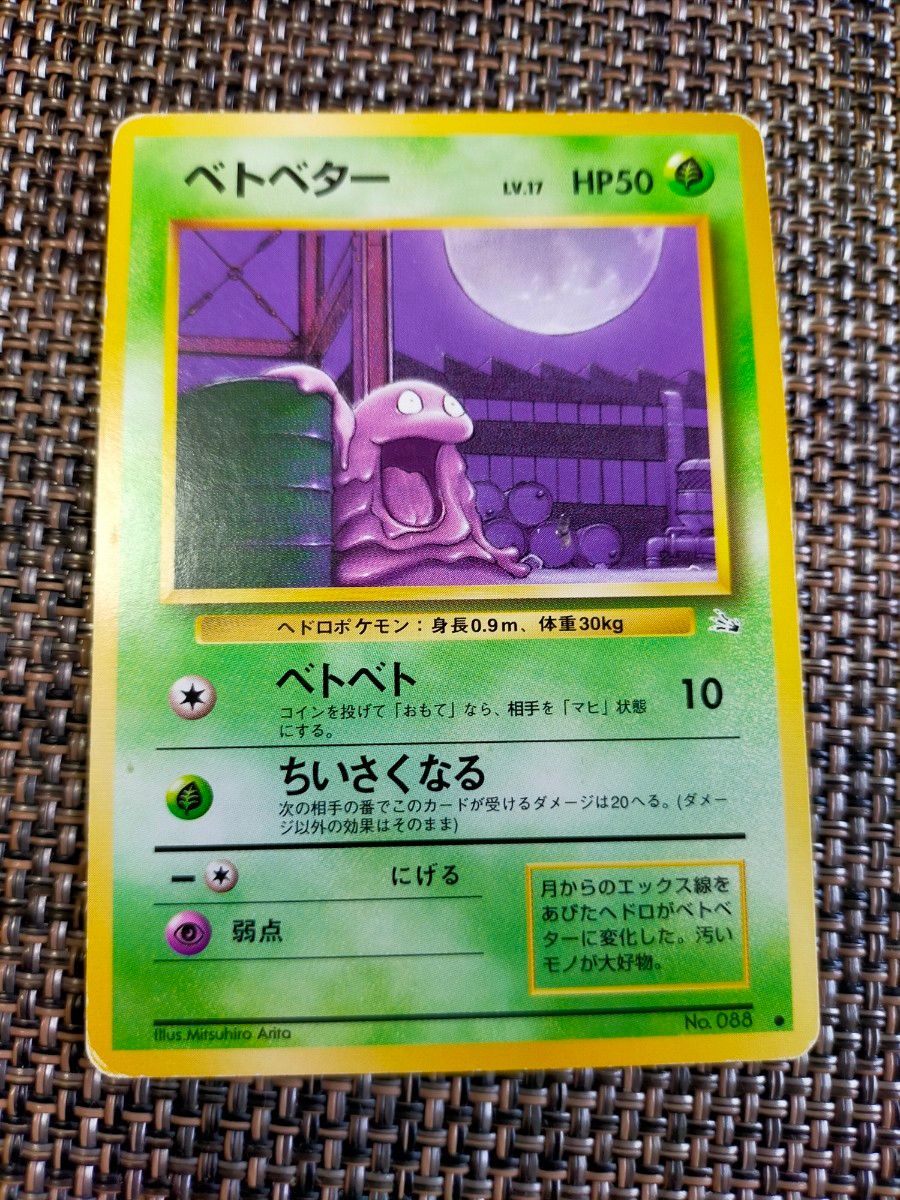 ベトベター LV.17 HP50
ヘドロポケモン：身長0.9m、体重30kg
ベトベト 10
コインを投げて「おもて」なら、相手を「マヒ」状態
にする。
ちいさくなる
次の相手の番でこのカードが受けるダメージは20へる。(ダメー
ジ以外の効果はそのまま)
ー にげる
弱点
月からのエックス線を
あびたヘドロがベトベ
ターに変化した。汚い
モノが大好物。
Illus.Mitsuhiro Arita
No. 088 ●